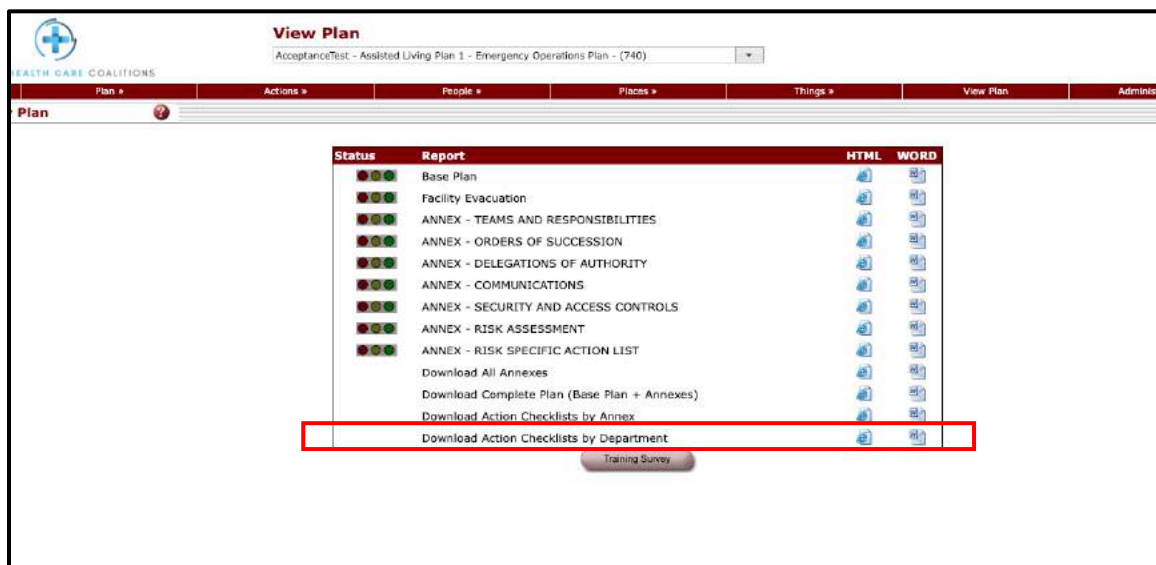 View Plan
AcceptanceTest - Assisted Living Plan 1 - Emergency Operations Plan - (740)
HEALTH CARE COALITIONS
Plan » Actions » People » Places » Things » View Plan Adminis
Plan ?
Status Report HTML WORD
Base Plan
Facility Evacuation
ANNEX - TEAMS AND RESPONSIBILITIES
ANNEX - ORDERS OF SUCCESSION
ANNEX - DELEGATIONS OF AUTHORITY
ANNEX - COMMUNICATIONS
ANNEX - SECURITY AND ACCESS CONTROLS
ANNEX - RISK ASSESSMENT
ANNEX - RISK SPECIFIC ACTION LIST
Download All Annexes
Download Complete Plan (Base Plan + Annexes)
Download Action Checklists by Annex
Download Action Checklists by Department
Training Survey